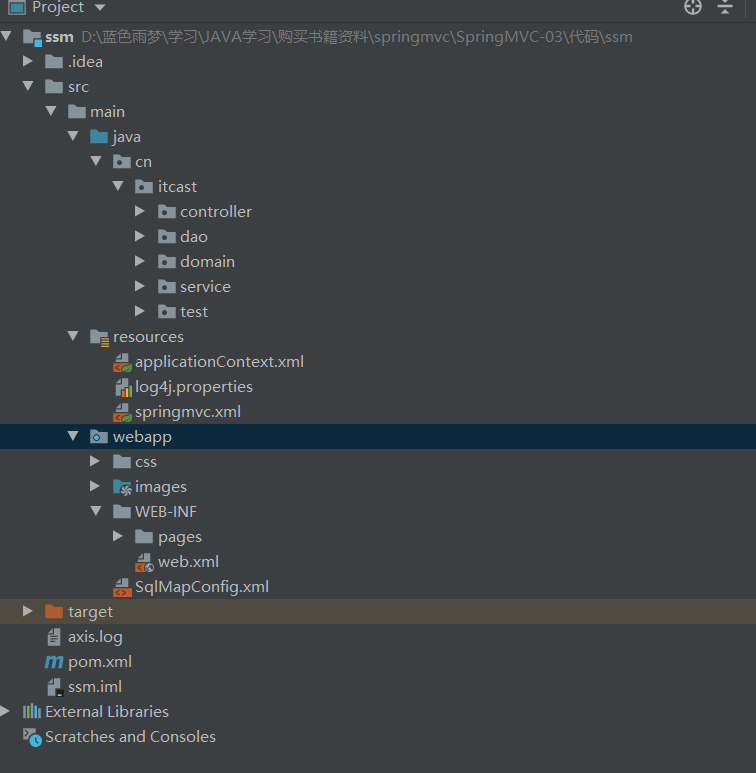 Project
ssm D:\蓝色雨梦\学习\JAVA学习\购买书籍资料\springmvc\SpringMVC-03\代码\ssm
.idea
src
main
java
cn
itcast
controller
dao
domain
service
test
resources
applicationContext.xml
log4j.properties
springmvc.xml
webapp
css
images
WEB-INF
pages
web.xml
SqlMapConfig.xml
target
axis.log
pom.xml
ssm.iml
External Libraries
Scratches and Consoles